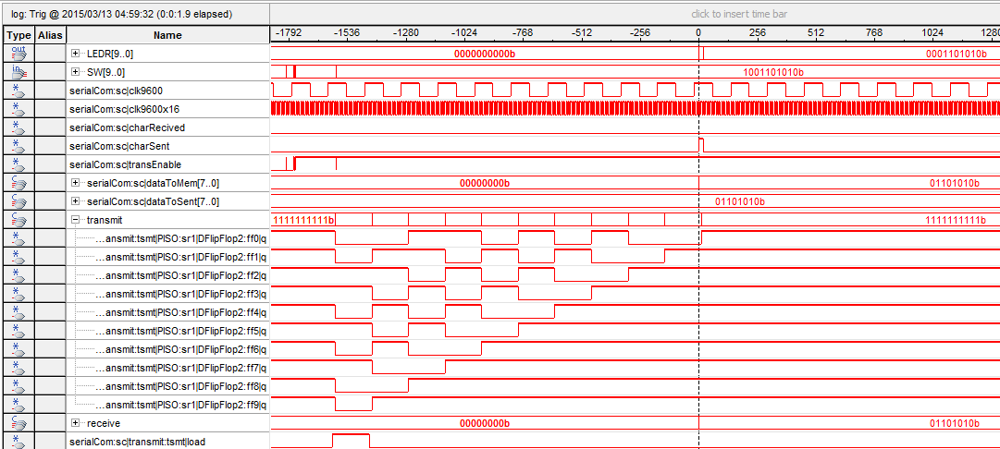 log: Trig @ 2015/03/13 04:59:32 (0:0:1.9 elapsed) click to insert time bar
Type Alias Name -1792 -1536 -1280 -1024 -768 -512 -256 0 256 512 768 1024 1280
out LEDR[9..0] 0000000000b 0001101010b
in SW[9..0] 1001101010b
serialCom:sc|clk9600
serialCom:sc|clk9600x16
serialCom:sc|charRecived
serialCom:sc|charSent
serialCom:sc|transEnable
serialCom:sc|dataToMem[7..0] 00000000b 01101010b
serialCom:sc|dataToSent[7..0] 01101010b
transmit 1111111111b 1111111111b
...ansmit:tsmt|PISO:sr1|DFlipFlop2:ff0|q
...ansmit:tsmt|PISO:sr1|DFlipFlop2:ff1|q
...ansmit:tsmt|PISO:sr1|DFlipFlop2:ff2|q
...ansmit:tsmt|PISO:sr1|DFlipFlop2:ff3|q
...ansmit:tsmt|PISO:sr1|DFlipFlop2:ff4|q
...ansmit:tsmt|PISO:sr1|DFlipFlop2:ff5|q
...ansmit:tsmt|PISO:sr1|DFlipFlop2:ff6|q
...ansmit:tsmt|PISO:sr1|DFlipFlop2:ff7|q
...ansmit:tsmt|PISO:sr1|DFlipFlop2:ff8|q
...ansmit:tsmt|PISO:sr1|DFlipFlop2:ff9|q
receive 00000000b 01101010b
serialCom:sc|transmit:tsmt|load